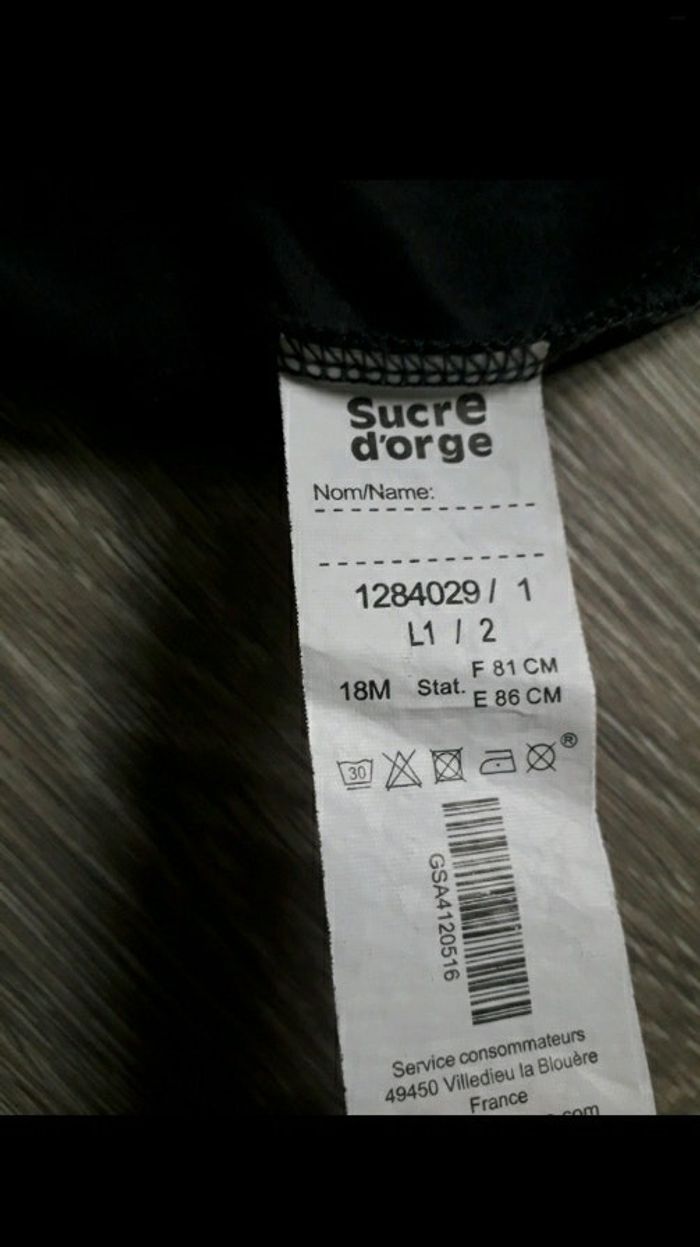 Sucre
d'orge
Nom/Name:
1284029 / 1
L1 / 2
18M Stat. F 81 CM
E 86 CM
30
®
GSA4120516
Service consommateurs
49450 Villedieu la Blouère
France